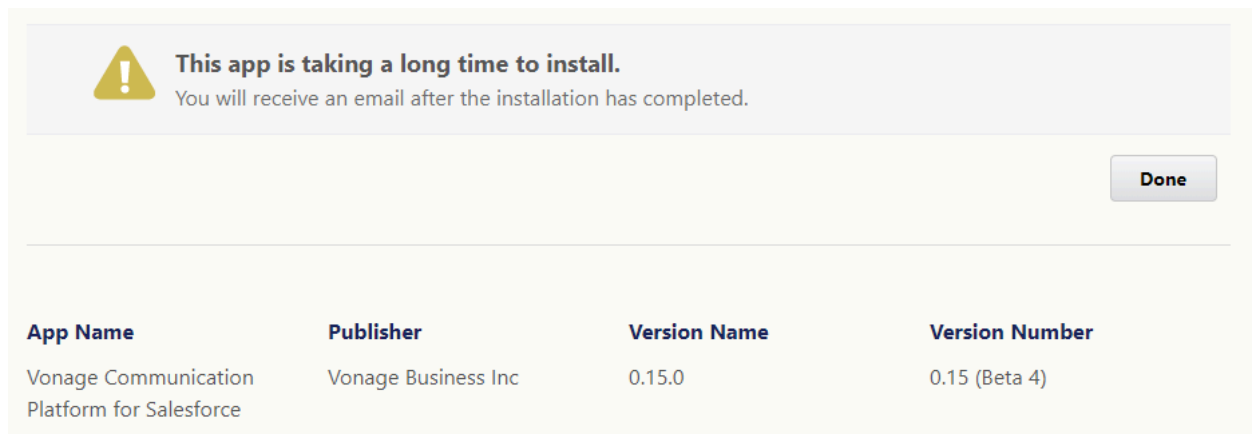 This app is taking a long time to install.
You will receive an email after the installation has completed.
Done
App Name
Publisher
Version Name
Version Number
Vonage Communication
Platform for Salesforce
Vonage Business Inc
0.15.0
0.15 (Beta 4)